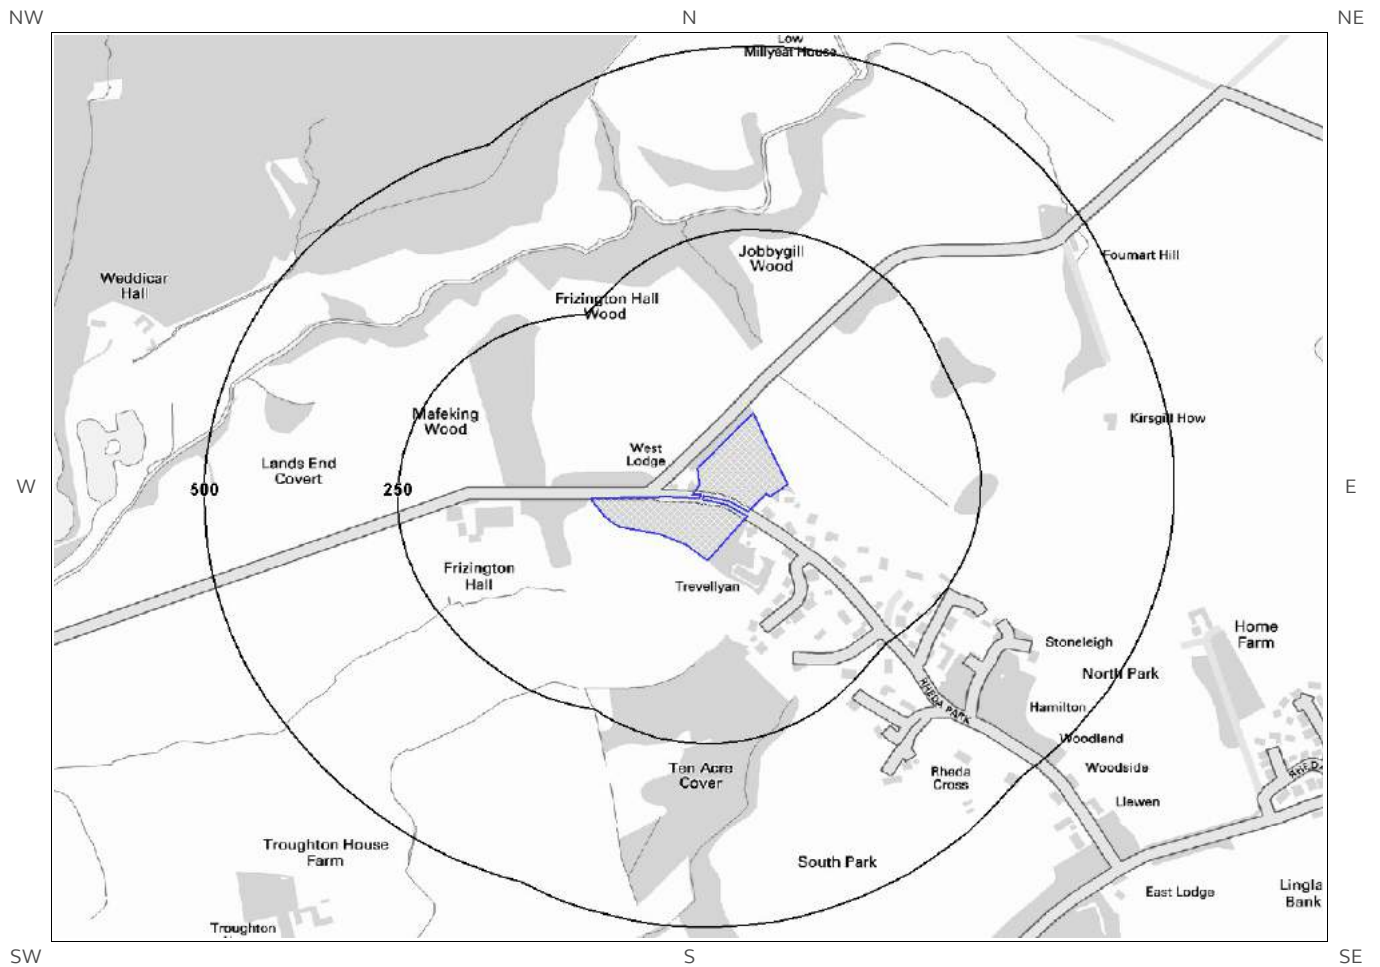 NW
N
NE
Low
Millyeat House
Jobbygill
Wood
Foumart Hill
Weddicar
Hall
Frizington Hall
Wood
Mafeking
Wood
Kirsgill How
West
Lodge
Lands End
Covert
W
500
250
E
Frizington
Hall
Trevellyan
Stoneleigh
Home
Farm
North Park
RHEDA PARK
Hamilton
Woodland
Woodside
Rheda
Cross
Ten Acre
Cover
Llewen
Troughton House
Farm
South Park
East Lodge
Lingla
Bank
Troughton
SW
S
SE